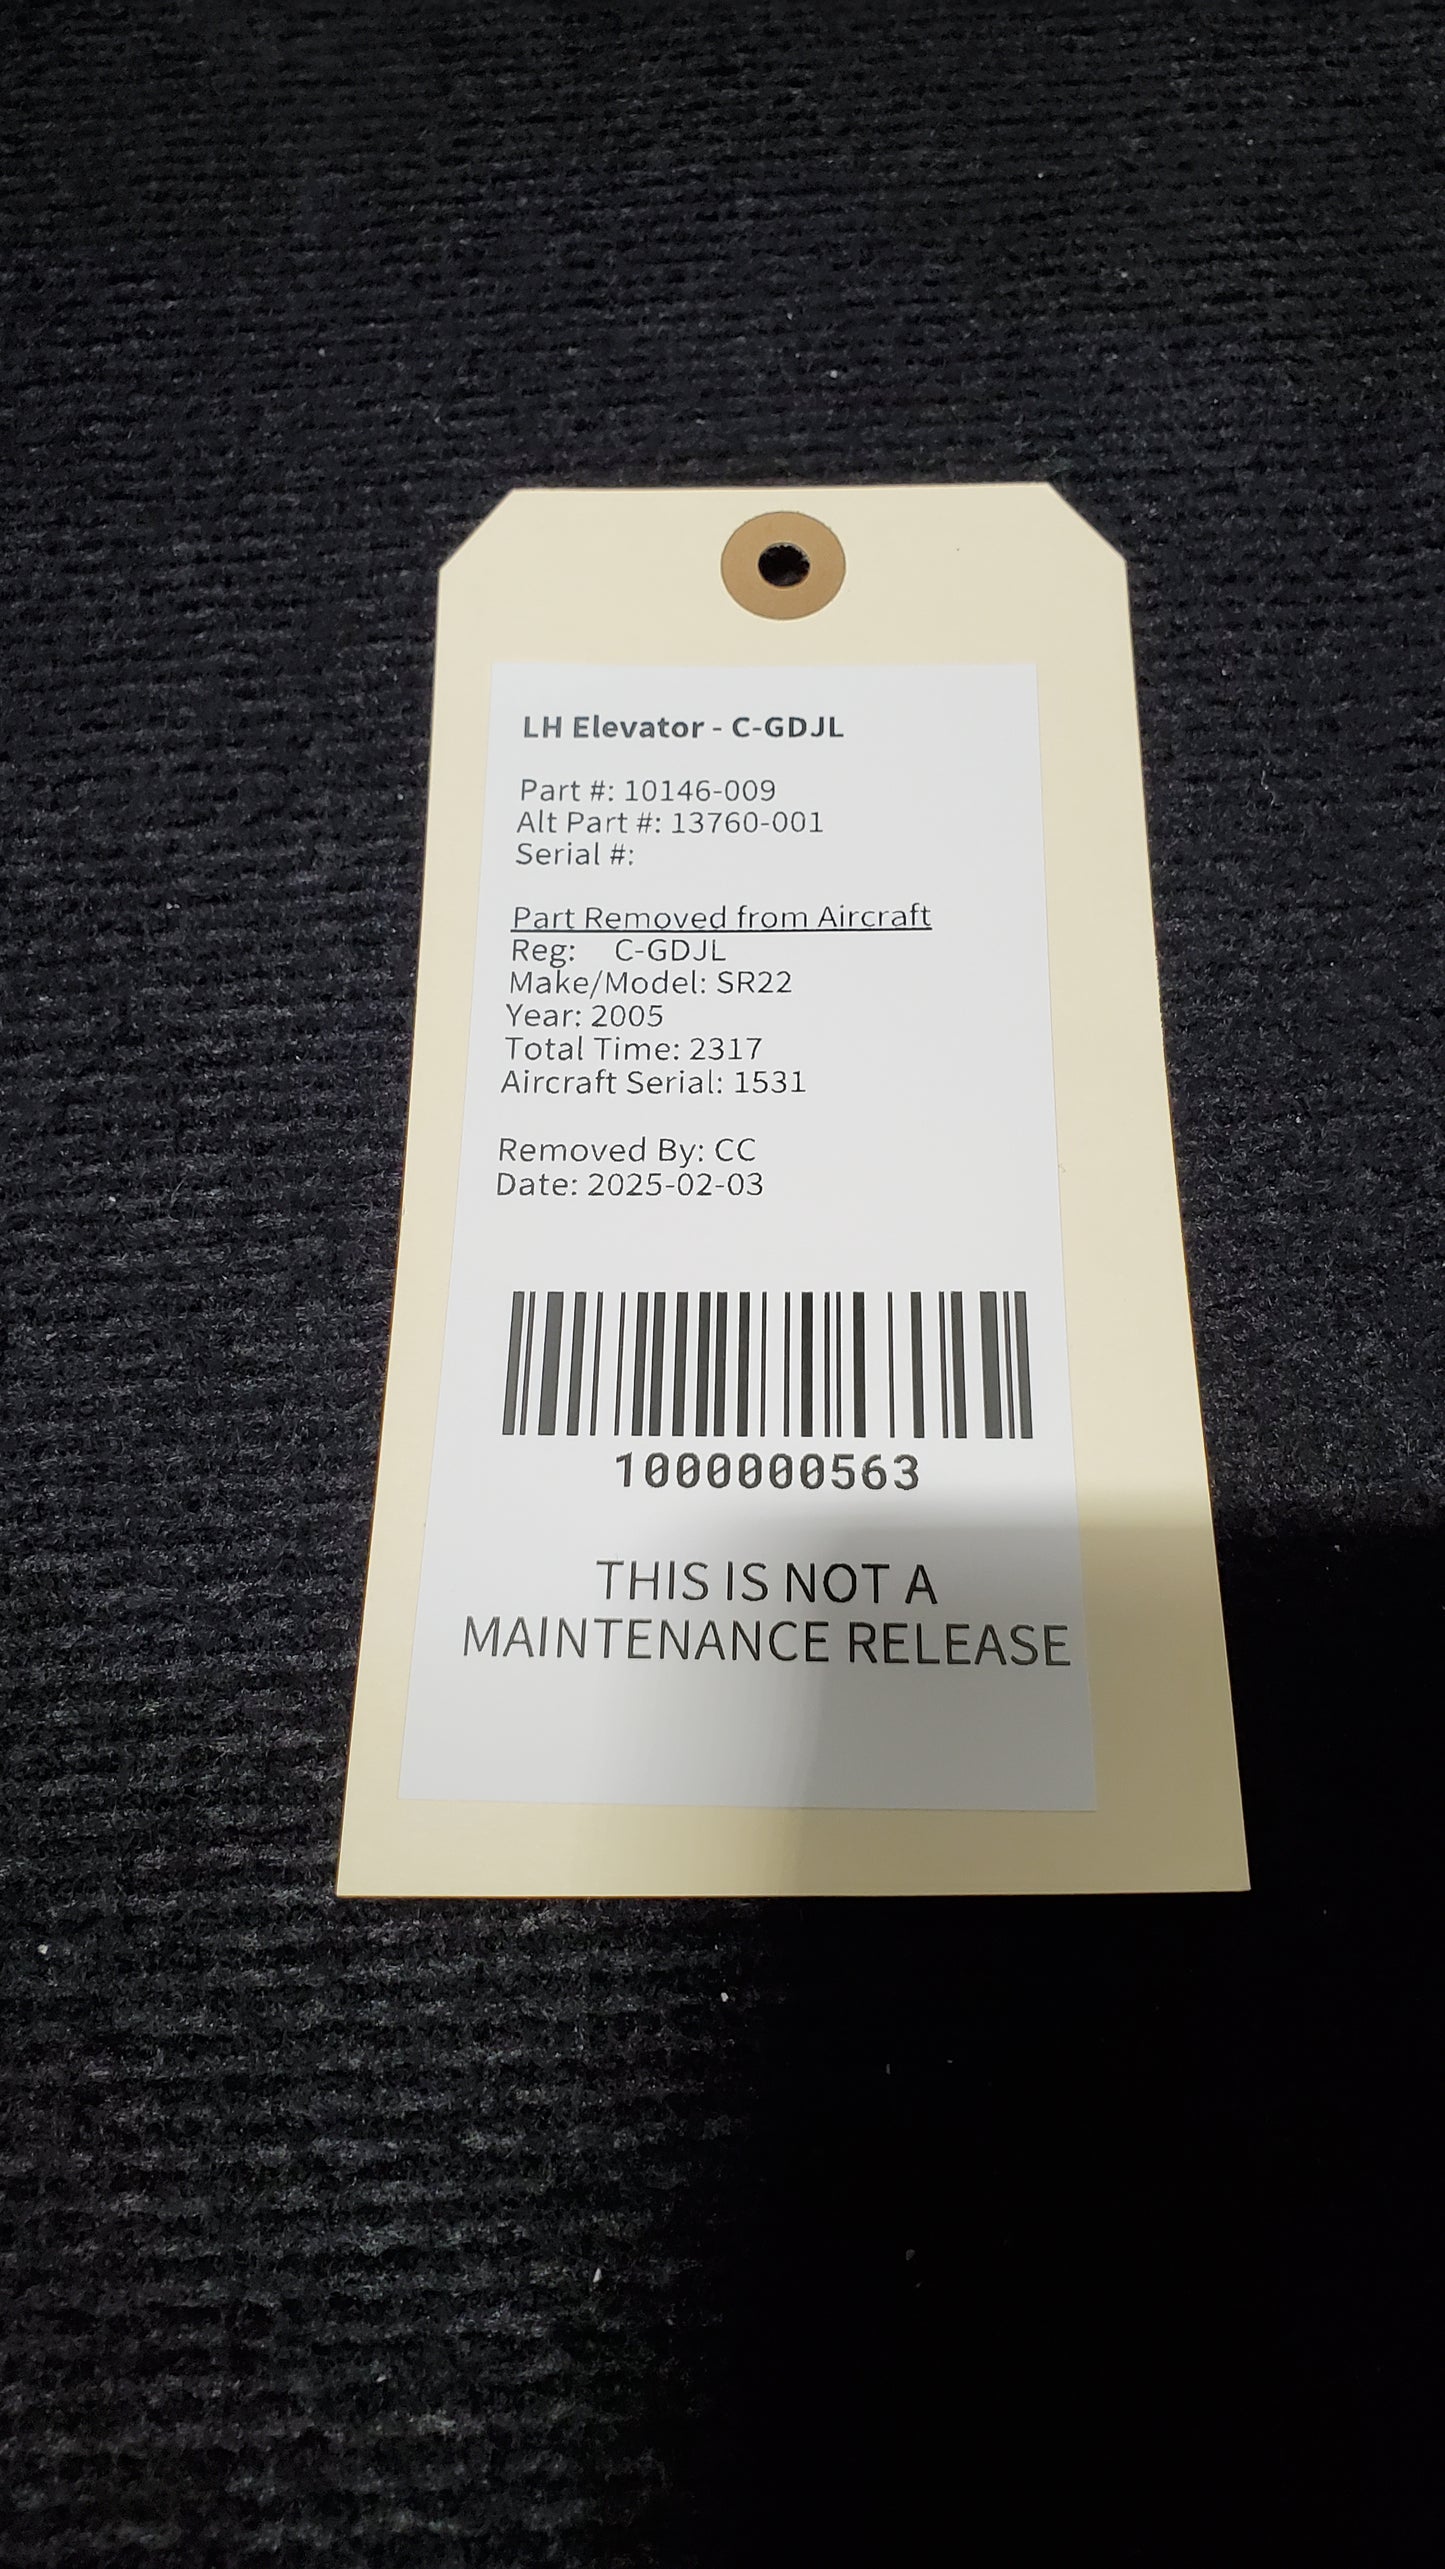 LH Elevator - C-GDJL
Part #: 10146-009
Alt Part #: 13760-001
Serial #:
Part Removed from Aircraft
Reg: C-GDJL
Make/Model: SR22
Year: 2005
Total Time: 2317
Aircraft Serial: 1531
Removed By: CC
Date: 2025-02-03
1000000563
THIS IS NOT A
MAINTENANCE RELEASE